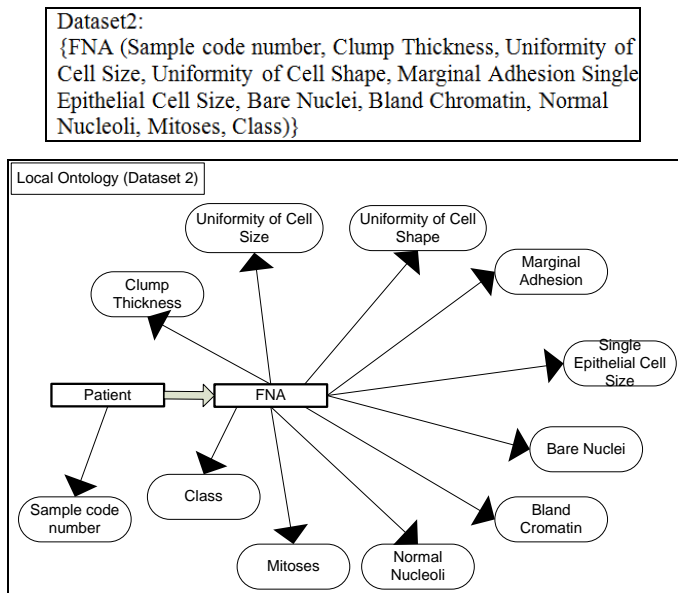 Dataset2:
{FNA (Sample code number, Clump Thickness, Uniformity of
Cell Size, Uniformity of Cell Shape, Marginal Adhesion Single
Epithelial Cell Size, Bare Nuclei, Bland Chromatin, Normal
Nucleoli, Mitoses, Class)}
Local Ontology (Dataset 2)
Uniformity of Cell
Size
Uniformity of Cell
Shape
Marginal
Adhesion
Clump
Thickness
Single
Epithelial Cell
Size
Patient
FNA
Bare Nuclei
Class
Sample code
number
Bland
Cromatin
Mitoses
Normal
Nucleoli